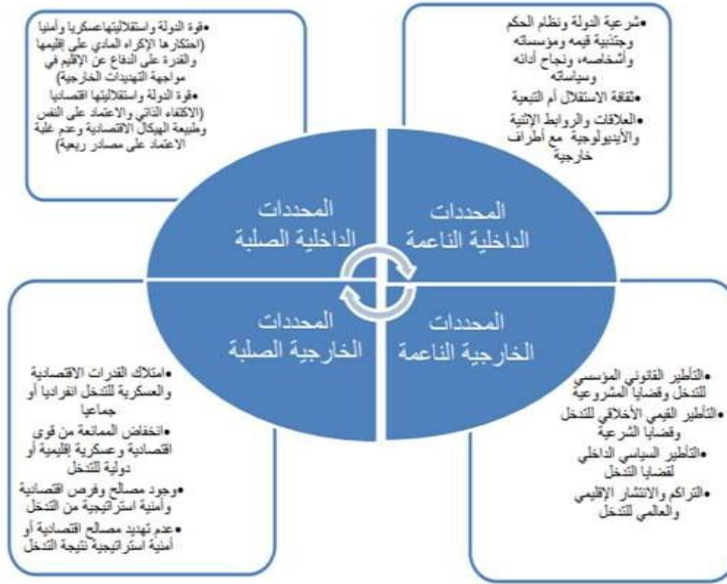 •شرعية الدولة ونظام الحكم
وجتذبية قيمه ومؤسساته
وأشخاصه، ونجاح أدائه
وسياساته
•ثقافة الاستقلال أم التبعية
•العلاقات والروابط الإثنية
والأيديولوجية مع أطراف
خارجية
•قوة الدولة واستقلاليتهاعسكريا وأمنيا
(احتكارها الإكراه المادي على إقليمها
والقدرة على الدفاع عن الإقليم في
مواجهة التهديدات الخارجية)
•قوة الدولة واستقلاليتها اقتصاديا
(الاكتفاء الذاتي والاعتماد على النفس
وطبيعة الهيكل الاقتصادية وعدم غلبة
الاعتماد على مصادر ريعية)
المحددات
الداخلية الناعمة
المحددات
الداخلية الصلبة
المحددات
الخارجية الناعمة
المحددات
الخارجية الصلبة
•التأطير القانوني المؤسسي
للتدخل وقضايا المشروعية
•التأطير القيمي الأخلاقي للتدخل
وقضايا الشرعية
•التأطير السياسي الداخلي
لقضايا التدخل
•التراكم والانتشار الإقليمي
والعالمي للتدخل
•امتلاك القدرات الاقتصادية
والعسكرية للتدخل انفراديا أو
جماعيا
•انخفاض الممانعة من قوى
اقتصادية وعسكرية إقليمية أو
دولية للتدخل
•وجود مصالح وفرص اقتصادية
وأمنية استراتيجية من التدخل
•عدم تهديد مصالح اقتصادية أو
أمنية استراتيجية نتيجة التدخل